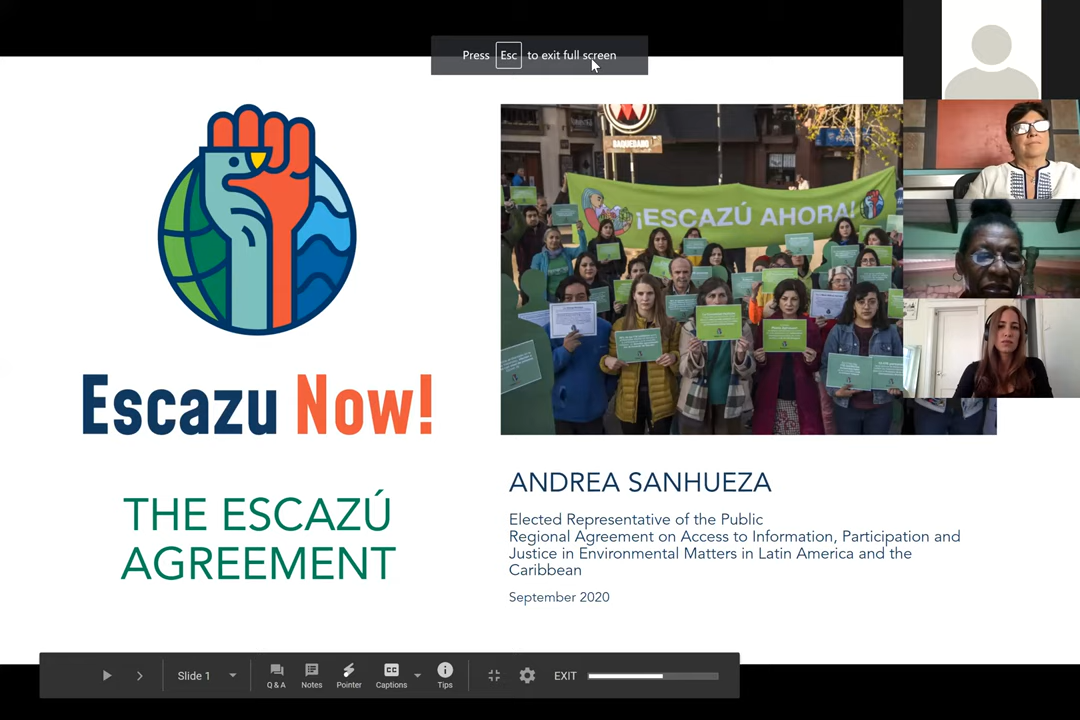 Press Esc to exit full screen
BAQUEDANO
¡ESCAZÚ AHORA!
Escazu Now!
THE ESCAZÚ
AGREEMENT
ANDREA SANHUEZA
Elected Representative of the Public
Regional Agreement on Access to Information, Participation and
Justice in Environmental Matters in Latin America and the
Caribbean
September 2020
Slide 1
Q & A
Notes
Pointer
CC
Captions
Tips
EXIT